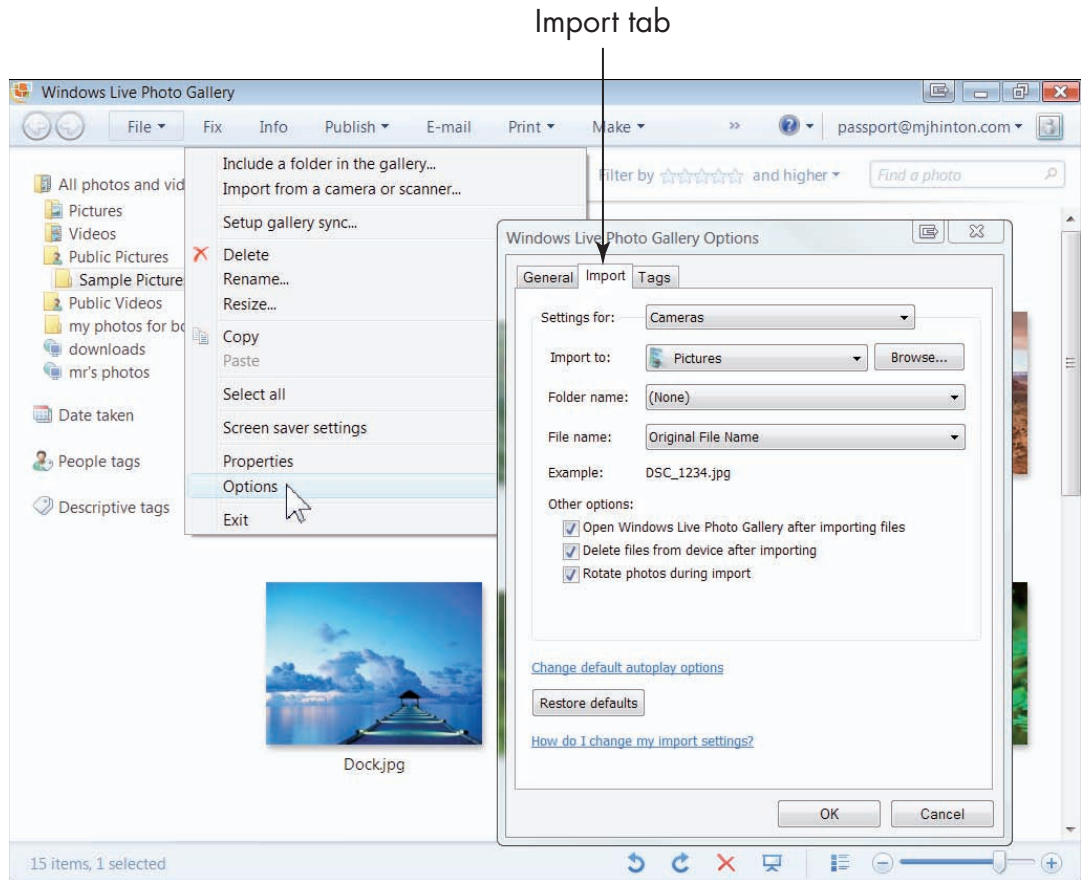 Import tab
Windows Live Photo Gallery
File Fix Info Publish E-mail Print Make » passport@mjhinton.com
Filter by and higher Find a photo
All photos and vid
Pictures
Videos
Public Pictures
Sample Picture
Public Videos
my photos for bo
downloads
mr's photos
Date taken
People tags
Descriptive tags
Include a folder in the gallery...
Import from a camera or scanner...
Setup gallery sync...
Delete
Rename...
Resize...
Copy
Paste
Select all
Screen saver settings
Properties
Options
Exit
Windows Live Photo Gallery Options
General Import Tags
Settings for: Cameras
Import to: Pictures Browse...
Folder name: (None)
File name: Original File Name
Example: DSC_1234.jpg
Other options:
Open Windows Live Photo Gallery after importing files
Delete files from device after importing
Rotate photos during import
Change default autoplay options
Restore defaults
How do I change my import settings?
OK Cancel
Dock.jpg
15 items, 1 selected